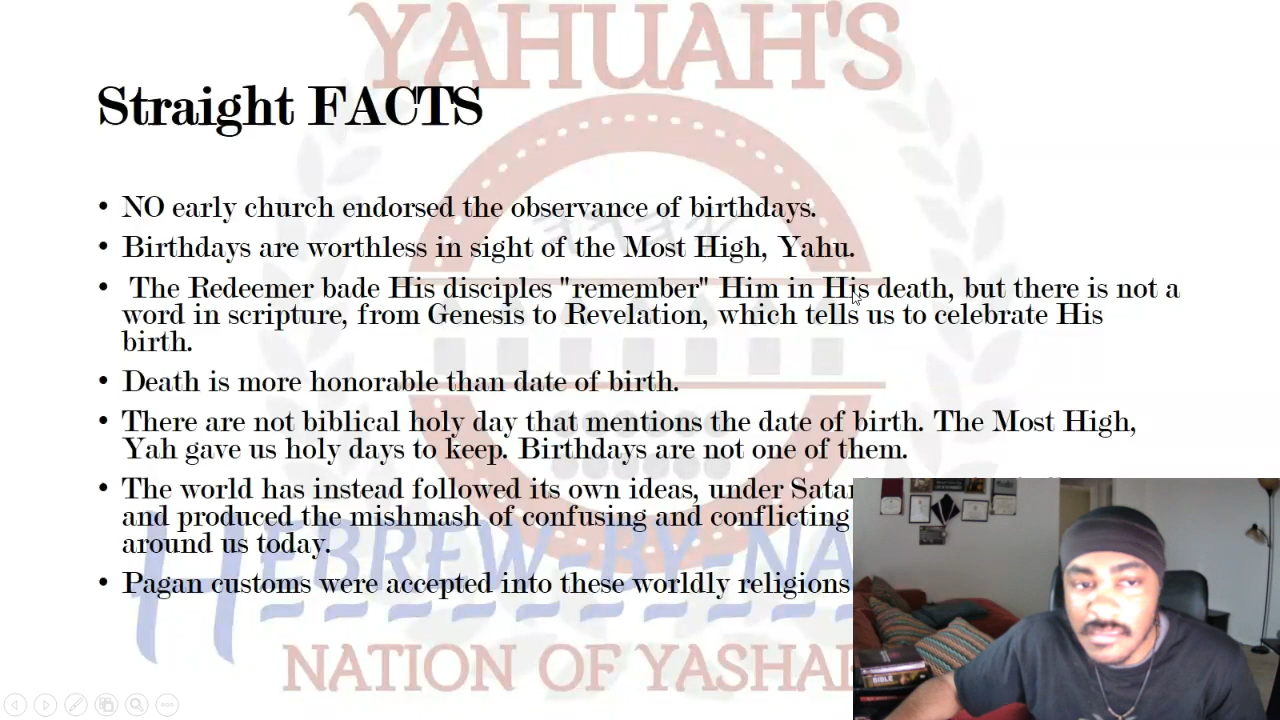 YAHUAH'S
Straight FACTS
• NO early church endorsed the observance of birthdays.
• Birthdays are worthless in sight of the Most High, Yahu.
• The Redeemer bade His disciples "remember" Him in His death, but there is not a
word in scripture, from Genesis to Revelation, which tells us to celebrate His
birth.
• Death is more honorable than date of birth.
• There are not biblical holy day that mentions the date of birth. The Most High,
Yah gave us holy days to keep. Birthdays are not one of them.
• The world has instead followed its own ideas, under
and produced the mishmash of confusing and conflicting
around us today.
• Pagan customs were accepted into these worldly religions
HEBREW-BY-NA
NATION OF
BIBLE